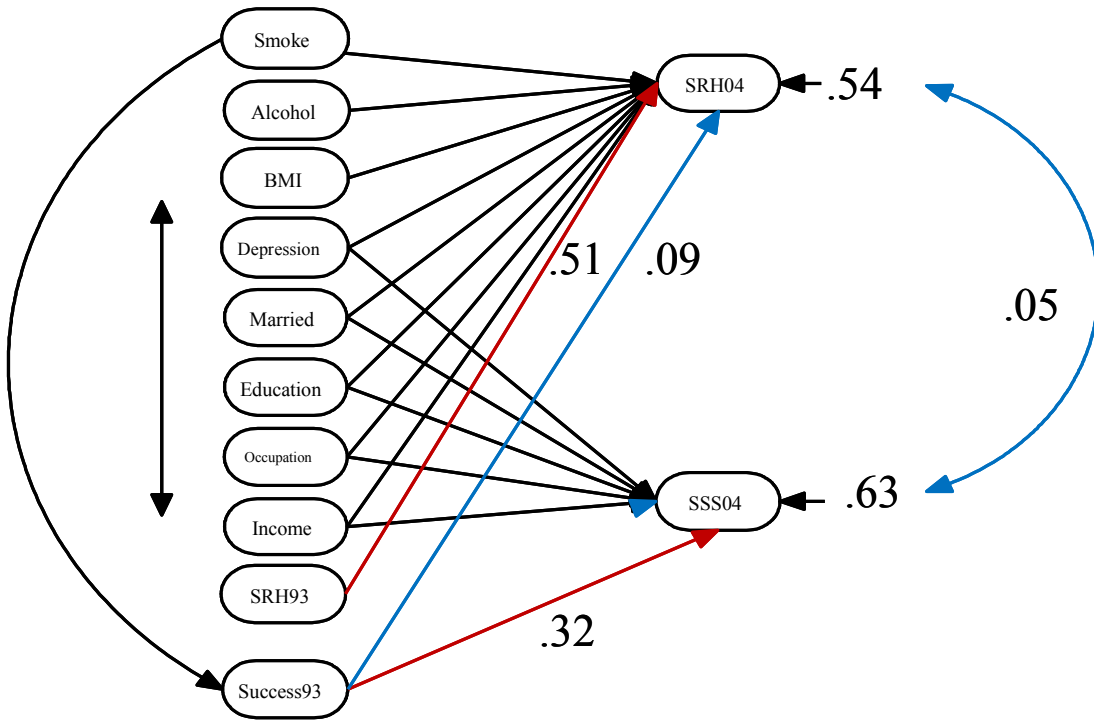 Smoke
Alcohol
BMI
Depression
Married
Education
Occupation
Income
SRH93
Success93
SRH04
.54
.51
.09
.05
SSS04
.63
.32